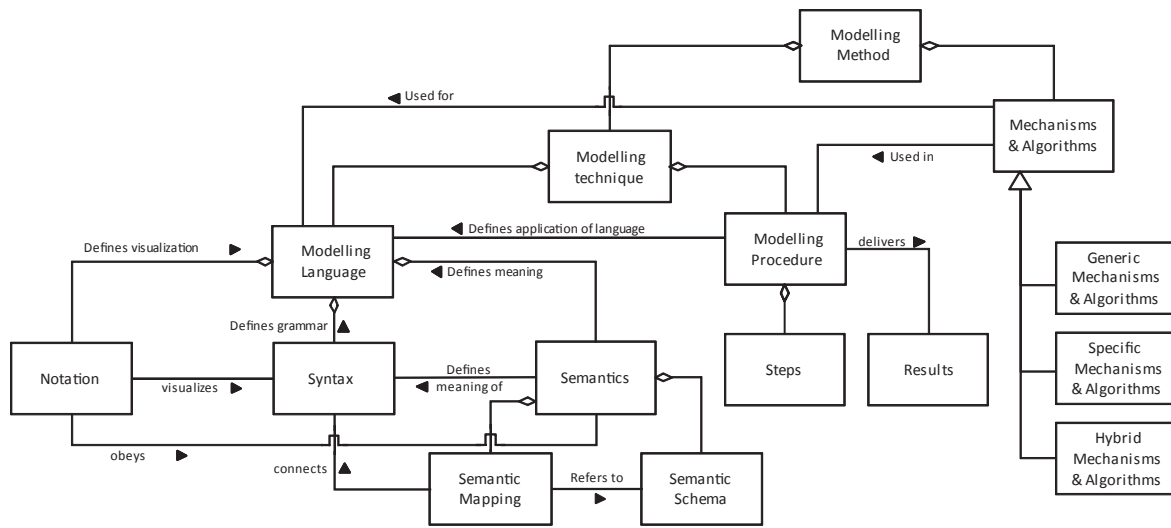 Modelling
Method
Used for
Mechanisms
& Algorithms
Modelling
technique
Used in
Defines visualization
Modelling
Language
Defines application of language
Modelling
Procedure
delivers
Defines meaning
Generic
Mechanisms
& Algorithms
Defines grammar
Notation
visualizes
Syntax
Defines
meaning of
Semantics
Steps
Results
Specific
Mechanisms
& Algorithms
obeys
connects
Semantic
Mapping
Refers to
Semantic
Schema
Hybrid
Mechanisms
& Algorithms